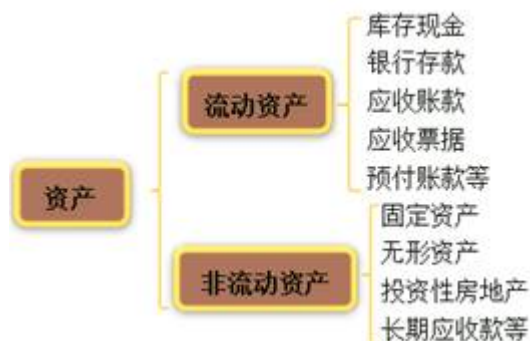 资产
流动资产
库存现金
银行存款
应收账款
应收票据
预付账款等
非流动资产
固定资产
无形资产
投资性房地产
长期应收款等